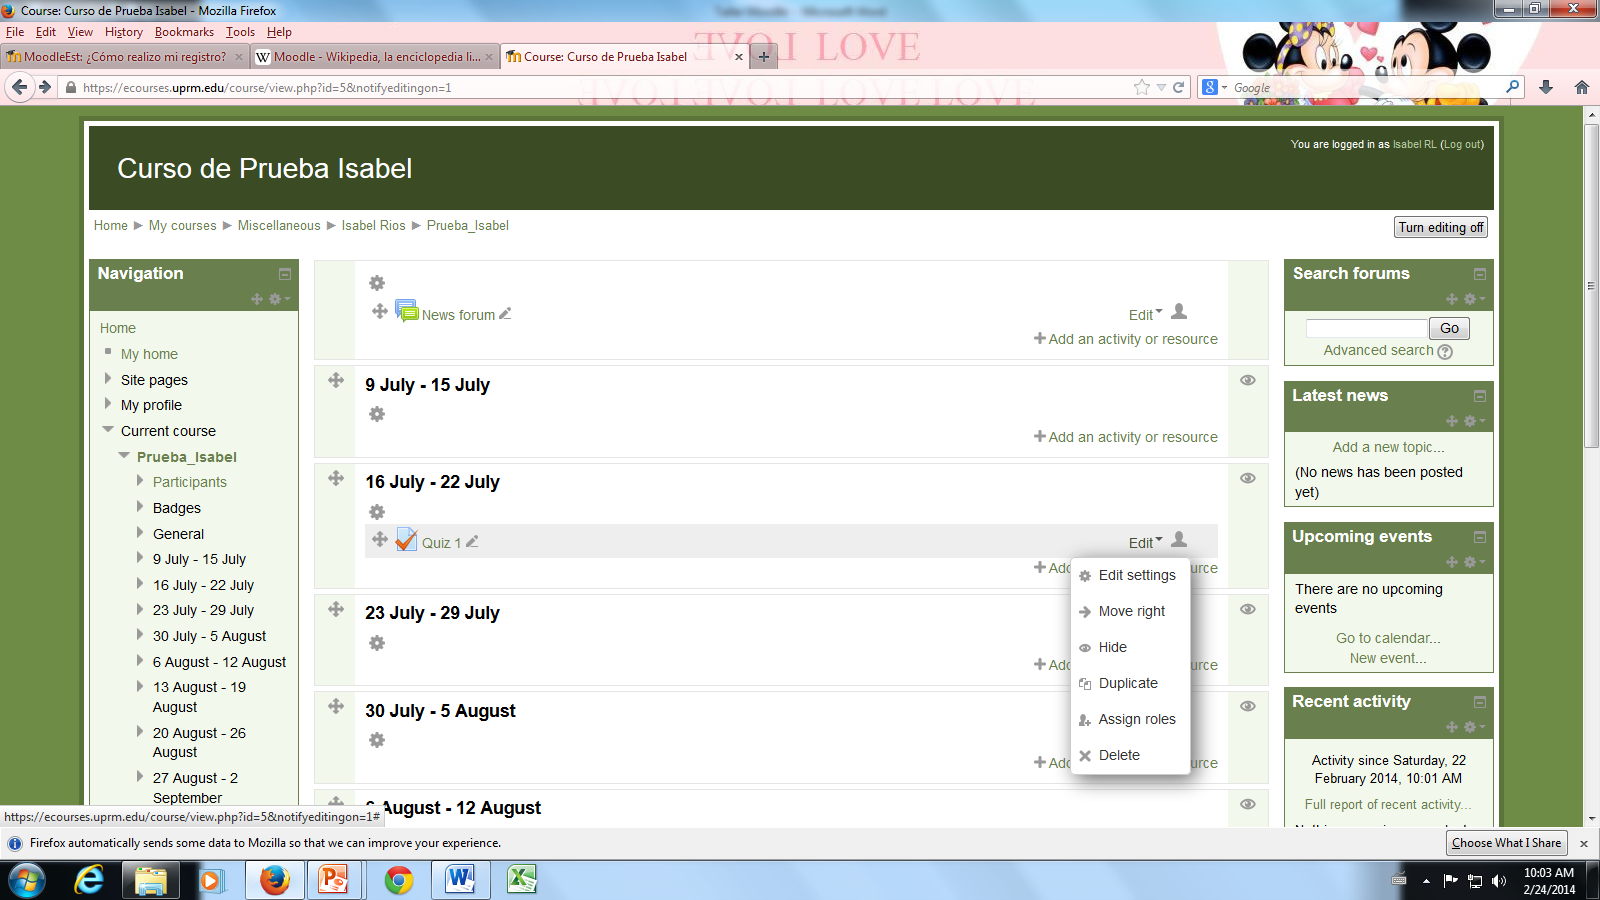 Course: Curso de Prueba Isabel - Mozilla Firefox
File Edit View History Bookmarks Tools Help
MoodleEst: ¿Cómo realizo mi registro?
Moodle - Wikipedia, la enciclopedia li...
Course: Curso de Prueba Isabel
I LOVE
https://ecourses.uprm.edu/course/view.php?id=5&notifyeditingon=1
Google
You are logged in as Isabel RL (Log out)
Curso de Prueba Isabel
Home ► My courses ► Miscellaneous ► Isabel Rios ► Prueba_Isabel
Turn editing off
Navigation
Home
My home
Site pages
My profile
Current course
Prueba_Isabel
Participants
Badges
General
9 July - 15 July
16 July - 22 July
23 July - 29 July
30 July - 5 August
6 August - 12 August
13 August - 19
August
20 August - 26
August
27 August - 2
September
News forum
Edit
Add an activity or resource
9 July - 15 July
Add an activity or resource
16 July - 22 July
Quiz 1
Edit
Edit settings
Move right
Hide
Duplicate
Assign roles
Delete
23 July - 29 July
30 July - 5 August
August - 12 August
Search forums
Go
Advanced search
Latest news
Add a new topic...
(No news has been posted
yet)
Upcoming events
There are no upcoming
events
Go to calendar...
New event...
Recent activity
Activity since Saturday, 22
February 2014, 10:01 AM
Full report of recent activity...
https://ecourses.uprm.edu/course/view.php?id=5&notifyeditingon=1#
Firefox automatically sends some data to Mozilla so that we can improve your experience.
Choose What I Share
10:03 AM
2/24/2014